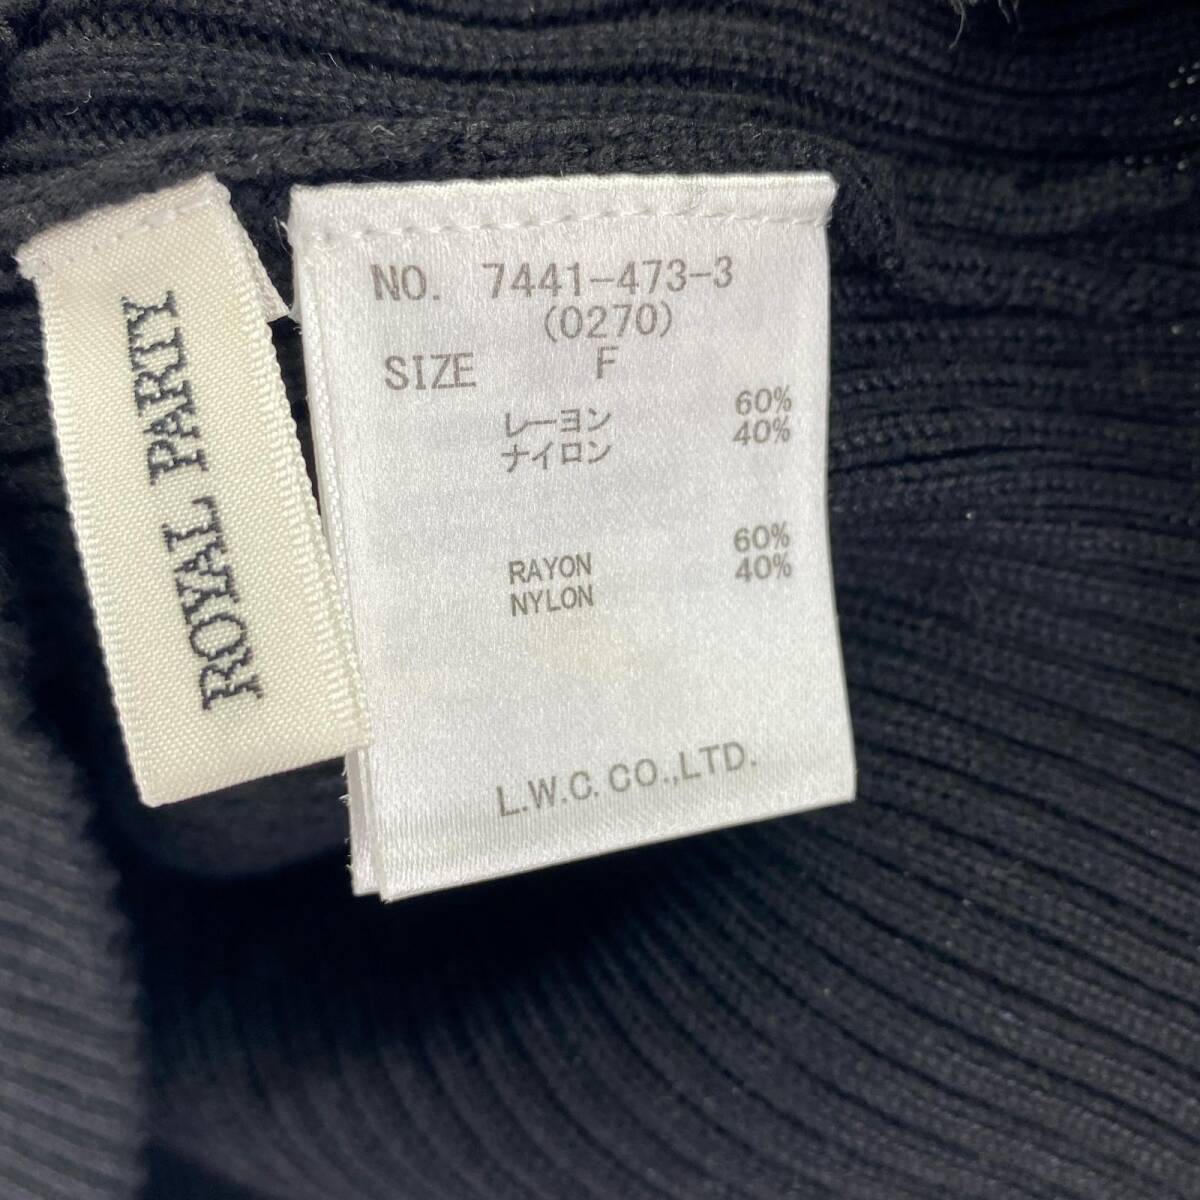 ROYAL PARTY
NO. 7441-473-3
(0270)
SIZE F
レーヨン 60%
ナイロン 40%
RAYON 60%
NYLON 40%
L.W.C. CO.,LTD.